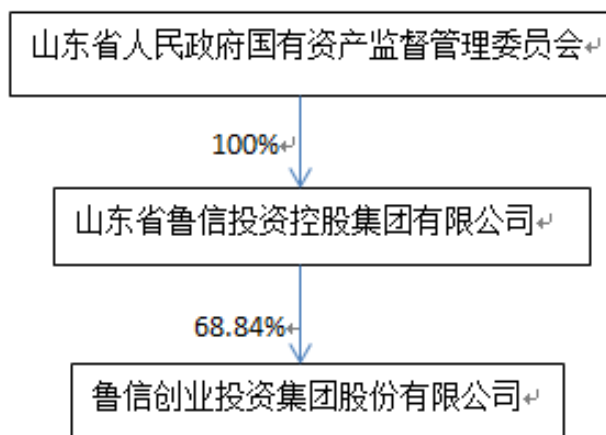 山东省人民政府国有资产监督管理委员会
100%
山东省鲁信投资控股集团有限公司
68.84%
鲁信创业投资集团股份有限公司